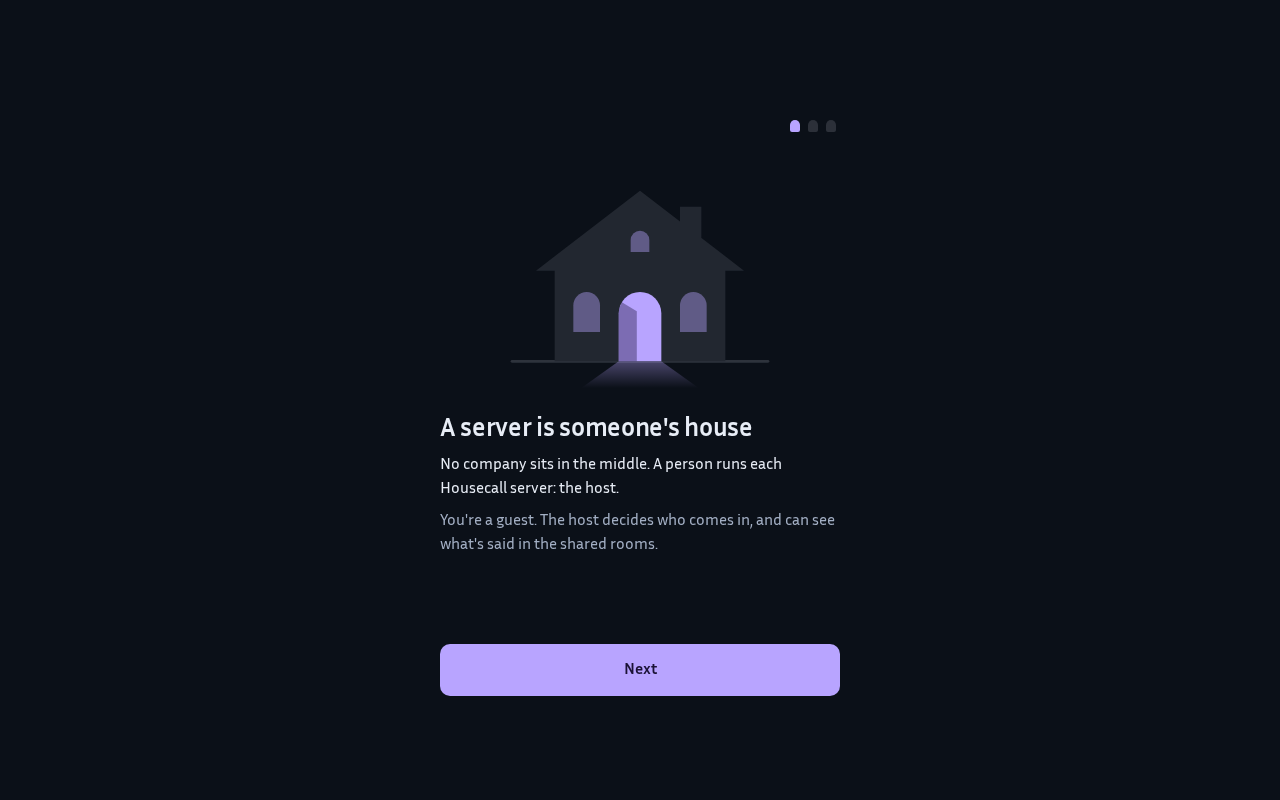 A server is someone's house
No company sits in the middle. A person runs each
Housecall server: the host.
You're a guest. The host decides who comes in, and can see
what's said in the shared rooms.
Next